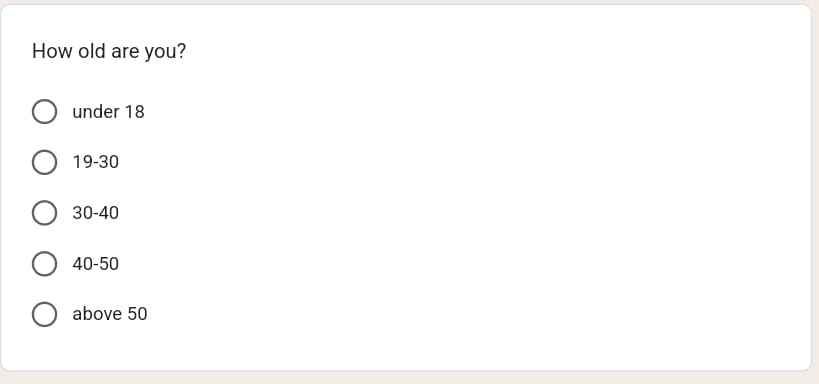 How old are you?
under 18
19-30
30-40
40-50
above 50